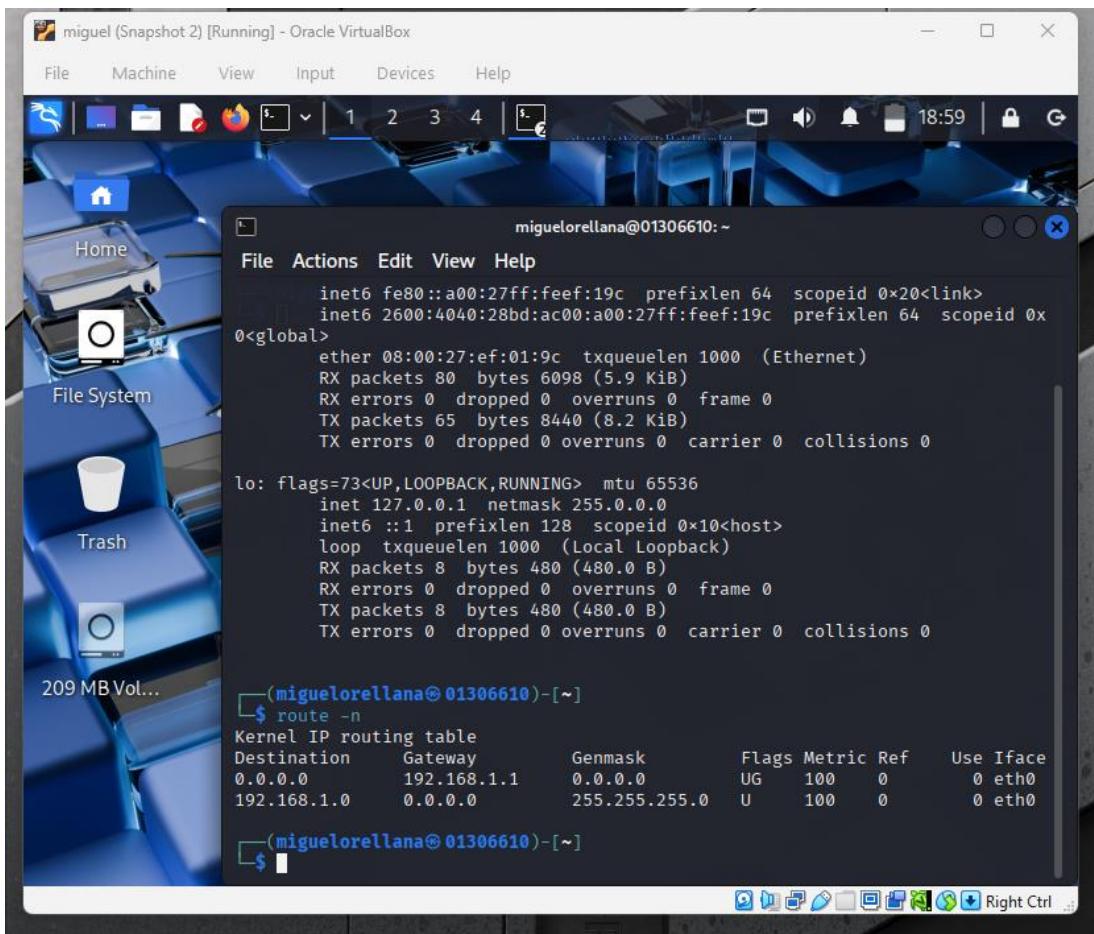 miguel (Snapshot 2) [Running] - Oracle VirtualBox
File Machine View Input Devices Help
1 2 3 4 2 18:59
Home
File System
Trash
209 MB Vol...
miguelorellana@01306610: ~
File Actions Edit View Help
inet6 fe80::a00:27ff:feef:19c prefixlen 64 scopeid 0×20<link>
inet6 2600:4040:28bd:ac00:a00:27ff:feef:19c prefixlen 64 scopeid 0x
0<global>
ether 08:00:27:ef:01:9c txqueuelen 1000 (Ethernet)
RX packets 80 bytes 6098 (5.9 KiB)
RX errors 0 dropped 0 overruns 0 frame 0
TX packets 65 bytes 8440 (8.2 KiB)
TX errors 0 dropped 0 overruns 0 carrier 0 collisions 0
lo: flags=73<UP,LOOPBACK,RUNNING> mtu 65536
inet 127.0.0.1 netmask 255.0.0.0
inet6 ::1 prefixlen 128 scopeid 0×10<host>
loop txqueuelen 1000 (Local Loopback)
RX packets 8 bytes 480 (480.0 B)
RX errors 0 dropped 0 overruns 0 frame 0
TX packets 8 bytes 480 (480.0 B)
TX errors 0 dropped 0 overruns 0 carrier 0 collisions 0
┌──(miguelorellana㉿01306610)-[~]
└─$ route -n
Kernel IP routing table
Destination Gateway Genmask Flags Metric Ref Use Iface
0.0.0.0 192.168.1.1 0.0.0.0 UG 100 0 0 eth0
192.168.1.0 0.0.0.0 255.255.255.0 U 100 0 0 eth0
┌──(miguelorellana㉿01306610)-[~]
└─$
Right Ctrl